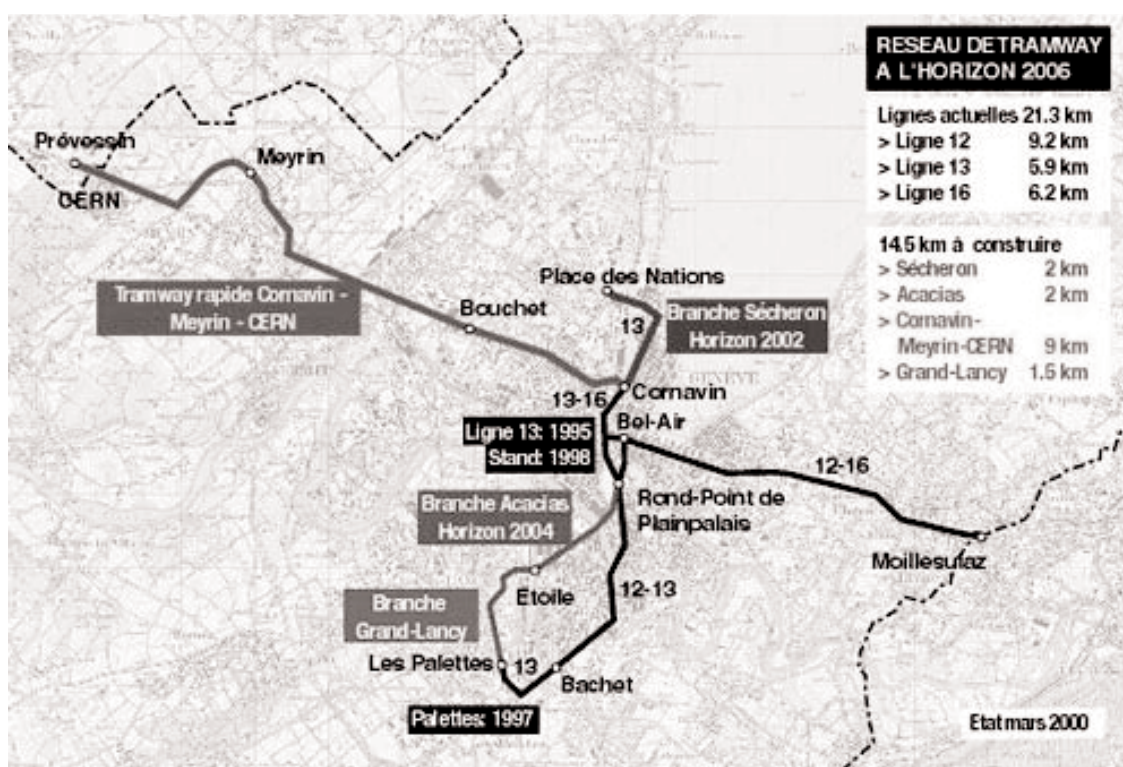 RESEAU DETRAMWAY
A L'HORIZON 2006
Lignes actuelles 21.3 km
> Ligne 12 9.2 km
> Ligne 13 5.9 km
> Ligne 16 6.2 km
14.5 km à construire
> Sécheron 2 km
> Acacias 2 km
> Cornavin-
Meyrin-CERN 9 km
> Grand-Lancy 1.5 km
Prévessin
Meyrin
CERN
Tramway rapide Cornavin -
Meyrin - CERN
Place des Nations
Bouchet
13
Branche Sécheron
Horizon 2002
GENÈVE
Cornavin
13-16
Bel-Air
Ligne 13: 1995
Stand: 1998
12-16
Branche Acacias
Horizon 2004
Rond-Point de
Plainpalais
Moillesulaz
Etoile
12-13
Branche
Grand-Lancy
Les Palettes
13
Bachet
Palettes: 1997
Etat mars 2000